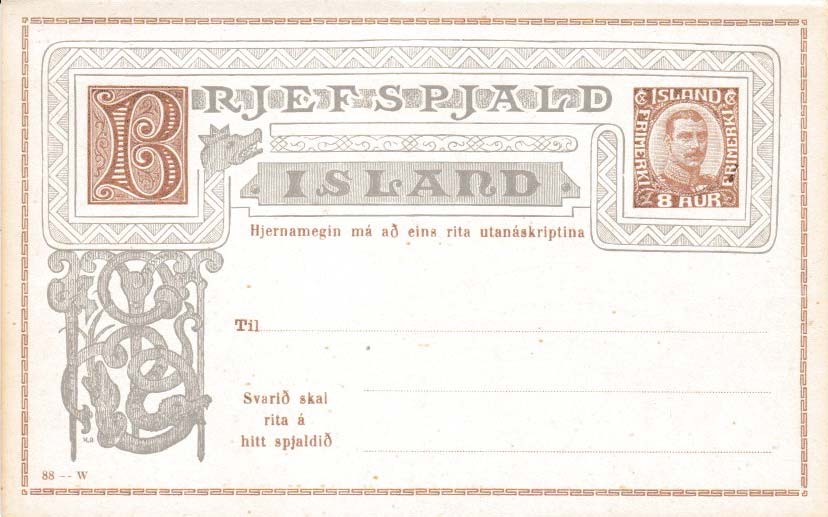 BRJEFSPJALD
ÍSLAND
ISLAND
FRIMERKI
FRIMERKI
8 AUR
Hjernamegin má að eins rita utanáskriptina
Til
Svarið skal
rita á
hitt spjaldið
88 -- W